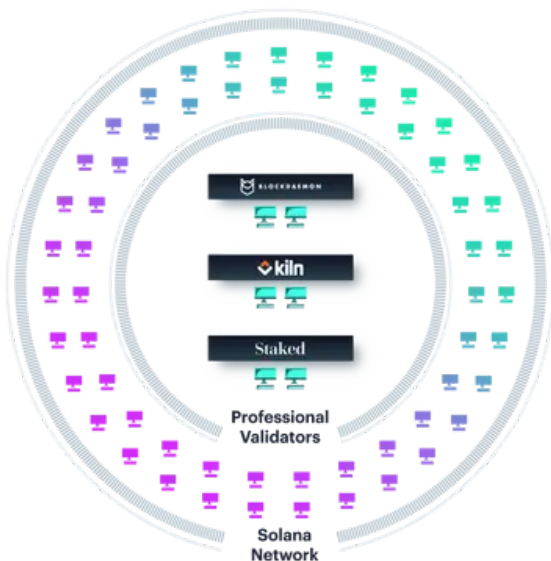 BLOCKDAEMON
kiln
Staked
Professional
Validators
Solana
Network